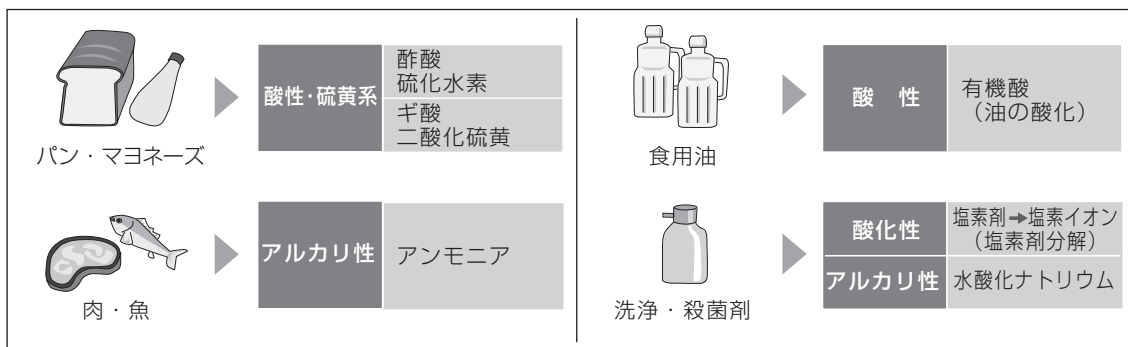 パン・マヨネーズ
酸性・硫黄系
酢酸
硫化水素
ギ酸
二酸化硫黄
肉・魚
アルカリ性
アンモニア
食用油
酸 性
有機酸
（油の酸化）
洗浄・殺菌剤
酸化性
塩素剤➡塩素イオン
（塩素剤分解）
アルカリ性
水酸化ナトリウム